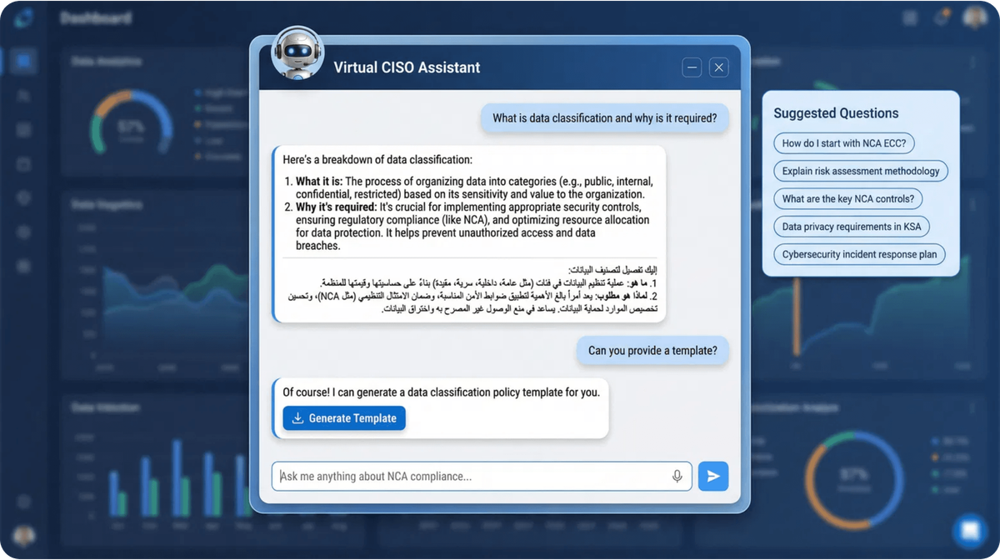 Dashboard
Virtual CISO Assistant
What is data classification and why is it required?
Here's a breakdown of data classification:
1. What it is: The process of organizing data into categories (e.g., public, internal,
confidential, restricted) based on its sensitivity and value to the organization.
2. Why it's required: It's crucial for implementing appropriate security controls,
ensuring regulatory compliance (like NCA), and optimizing resource allocation
for data protection. It helps prevent unauthorized access and data
breaches.
إليك تفصيل لتصنيف البيانات:
1. ما هو: عملية تنظيم البيانات في فئات (مثل عامة، داخلية، سرية، مقيدة) بناءً على حساسيتها وقيمتها للمنظمة.
2. لماذا هو مطلوب: يعد أمراً بالغ الأهمية لتطبيق ضوابط الأمن المناسبة، وضمان الامتثال التنظيمي (مثل NCA)، وتحسين
تخصيص الموارد لحماية البيانات. يساعد في منع الوصول غير المصرح به واختراق البيانات.
Can you provide a template?
Of course! I can generate a data classification policy template for you.
Generate Template
Ask me anything about NCA compliance...
Suggested Questions
How do I start with NCA ECC?
Explain risk assessment methodology
What are the key NCA controls?
Data privacy requirements in KSA
Cybersecurity incident response plan